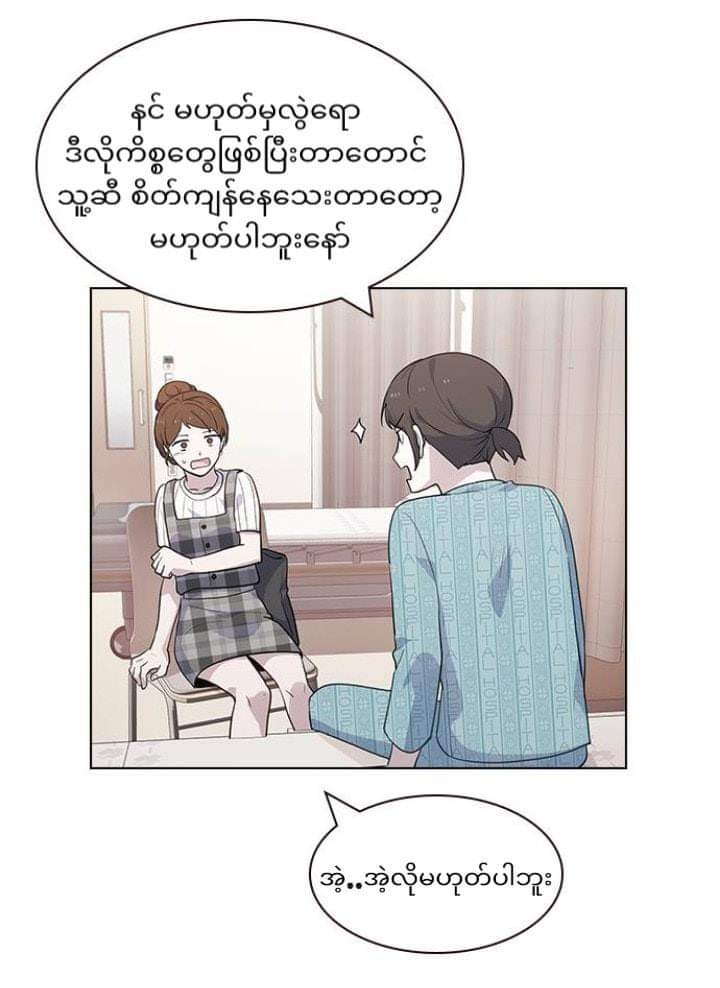 နင် မဟုတ်မှလွဲရော
ဒီလိုကိစ္စတွေဖြစ်ပြီးတာတောင်
သူ့ဆီ စိတ်ကျန်နေသေးတာတော့
မဟုတ်ပါဘူးနော်
HOSPITAL HOSPITAL
အဲ့..အဲ့လိုမဟုတ်ပါဘူး